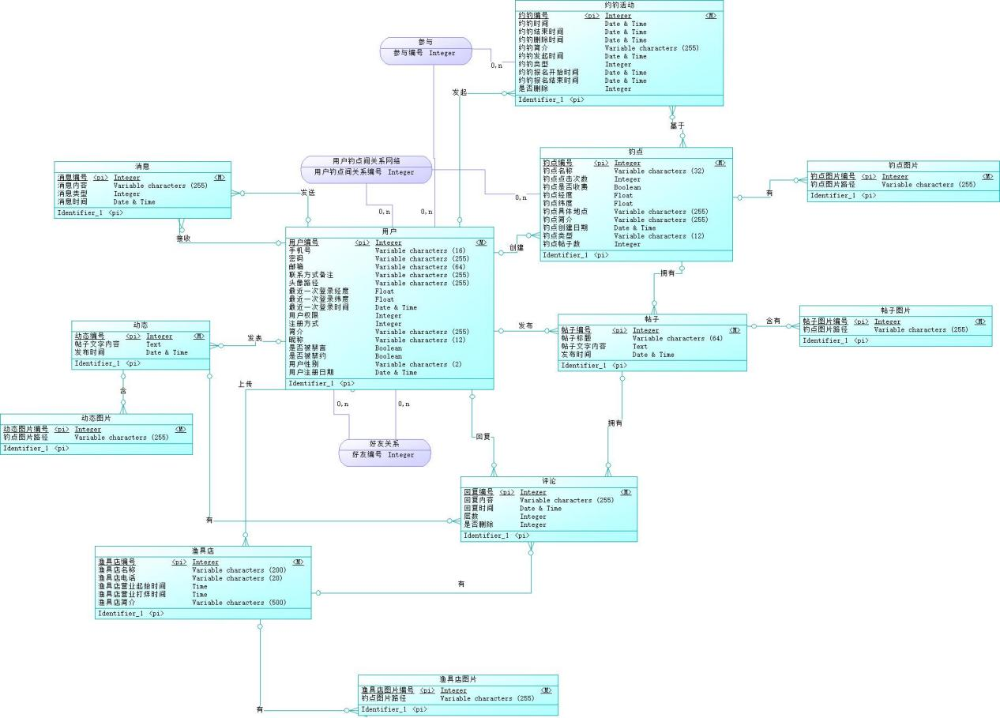 约钓活动
约钓编号 <pi> Integer <M>
约钓时间 Date & Time
约钓结束时间 Date & Time
约钓删除时间 Date & Time
约钓简介 Variable characters (255)
约钓发起时间 Date & Time
约钓类型 Integer
约钓报名开始时间 Date & Time
约钓报名结束时间 Date & Time
是否删除 Integer
Identifier_1 <pi>
参与
参与编号 Integer
0,n
发起
基于
用户钓点间关系网络
用户钓点间关系编号 Integer
0,n
0,n
0,n
消息
消息编号 <pi> Integer <M>
消息内容 Variable characters (255)
消息类型 Integer
消息时间 Date & Time
Identifier_1 <pi>
发送
接收
钓点
钓点编号 <pi> Integer <M>
钓点名称 Variable characters (32)
钓点点击次数 Integer
钓点是否收费 Boolean
钓点经度 Float
钓点纬度 Float
钓点具体地点 Variable characters (255)
钓点简介 Variable characters (255)
钓点创建日期 Date & Time
钓点类型 Variable characters (12)
钓点帖子数 Integer
Identifier_1 <pi>
有
钓点图片
钓点图片编号 <pi> Integer <M>
钓点图片路径 Variable characters (255)
Identifier_1 <pi>
用户
用户编号 <pi> Integer <M>
手机号 Variable characters (16)
密码 Variable characters (255)
邮箱 Variable characters (64)
联系方式备注 Variable characters (255)
头像路径 Variable characters (255)
最近一次登录经度 Float
最近一次登录纬度 Float
最近一次登录时间 Date & Time
用户权限 Integer
注册方式 Integer
简介 Variable characters (255)
昵称 Variable characters (12)
是否被禁言 Boolean
是否被禁约 Boolean
用户性别 Variable characters (2)
用户注册日期 Date & Time
Identifier_1 <pi>
创建
拥有
发布
帖子
帖子编号 <pi> Integer <M>
帖子标题 Variable characters (64)
帖子文字内容 Text
发布时间 Date & Time
Identifier_1 <pi>
含有
帖子图片
帖子图片编号 <pi> Integer <M>
钓点图片路径 Variable characters (255)
Identifier_1 <pi>
动态
动态编号 <pi> Integer <M>
帖子文字内容 Text
发布时间 Date & Time
Identifier_1 <pi>
发表
含
动态图片
动态图片编号 <pi> Integer <M>
钓点图片路径 Variable characters (255)
Identifier_1 <pi>
上传
0,n
0,n
好友关系
好友编号 Integer
回复
拥有
评论
回复编号 <pi> Integer <M>
回复内容 Variable characters (255)
回复时间 Date & Time
层数 Integer
是否删除 Integer
Identifier_1 <pi>
有
渔具店
渔具店编号 <pi> Integer <M>
渔具店名称 Variable characters (200)
渔具店电话 Variable characters (20)
渔具店营业起始时间 Time
渔具店营业打烊时间 Time
渔具店简介 Variable characters (500)
Identifier_1 <pi>
有
有
渔具店图片
渔具店图片编号 <pi> Integer <M>
钓点图片路径 Variable characters (255)
Identifier_1 <pi>